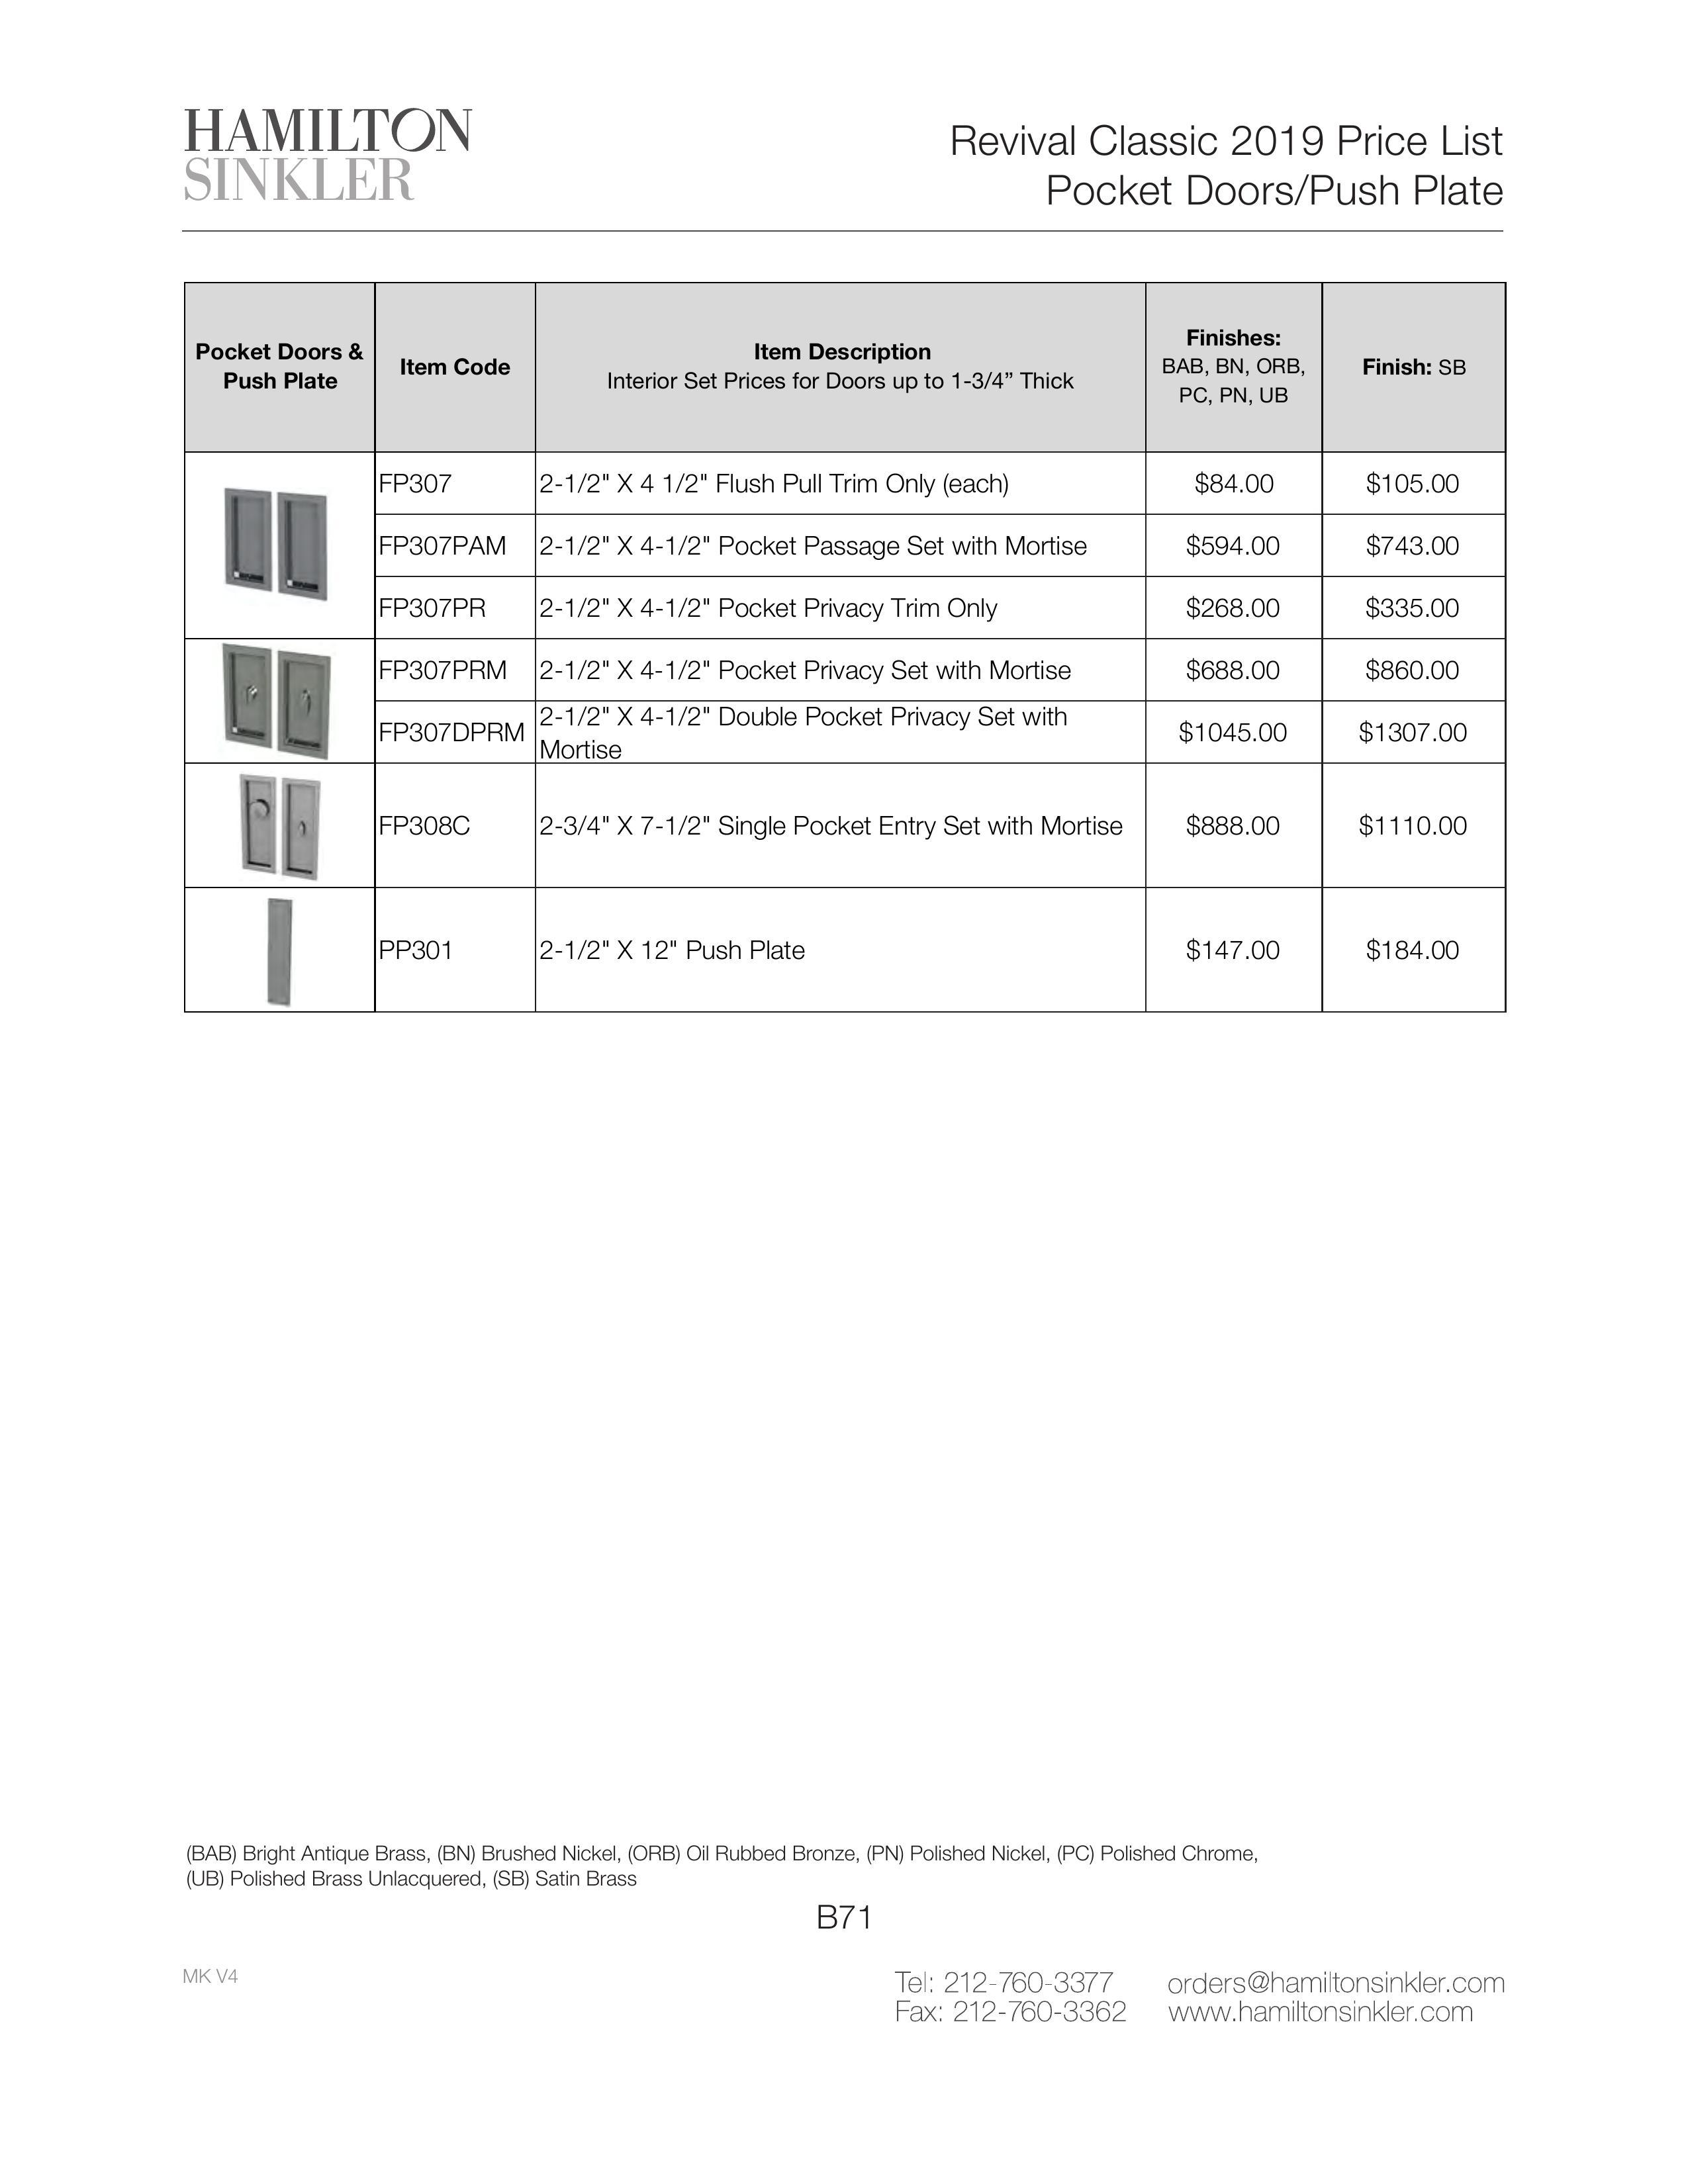 HAMILTON
SINKLER
Revival Classic 2019 Price List
Pocket Doors/Push Plate
Pocket Doors &
Push Plate
Item Code
Item Description
Interior Set Prices for Doors up to 1-3/4” Thick
Finishes:
BAB, BN, ORB,
PC, PN, UB
Finish: SB
FP307 2-1/2" X 4 1/2" Flush Pull Trim Only (each) $84.00 $105.00
FP307PAM 2-1/2" X 4-1/2" Pocket Passage Set with Mortise $594.00 $743.00
FP307PR 2-1/2" X 4-1/2" Pocket Privacy Trim Only $268.00 $335.00
FP307PRM 2-1/2" X 4-1/2" Pocket Privacy Set with Mortise $688.00 $860.00
FP307DPRM 2-1/2" X 4-1/2" Double Pocket Privacy Set with
Mortise $1045.00 $1307.00
FP308C 2-3/4" X 7-1/2" Single Pocket Entry Set with Mortise $888.00 $1110.00
PP301 2-1/2" X 12" Push Plate $147.00 $184.00
(BAB) Bright Antique Brass, (BN) Brushed Nickel, (ORB) Oil Rubbed Bronze, (PN) Polished Nickel, (PC) Polished Chrome,
(UB) Polished Brass Unlacquered, (SB) Satin Brass
B71
MK V4
Tel: 212-760-3377 orders@hamiltonsinkler.com
Fax: 212-760-3362 www.hamiltonsinkler.com